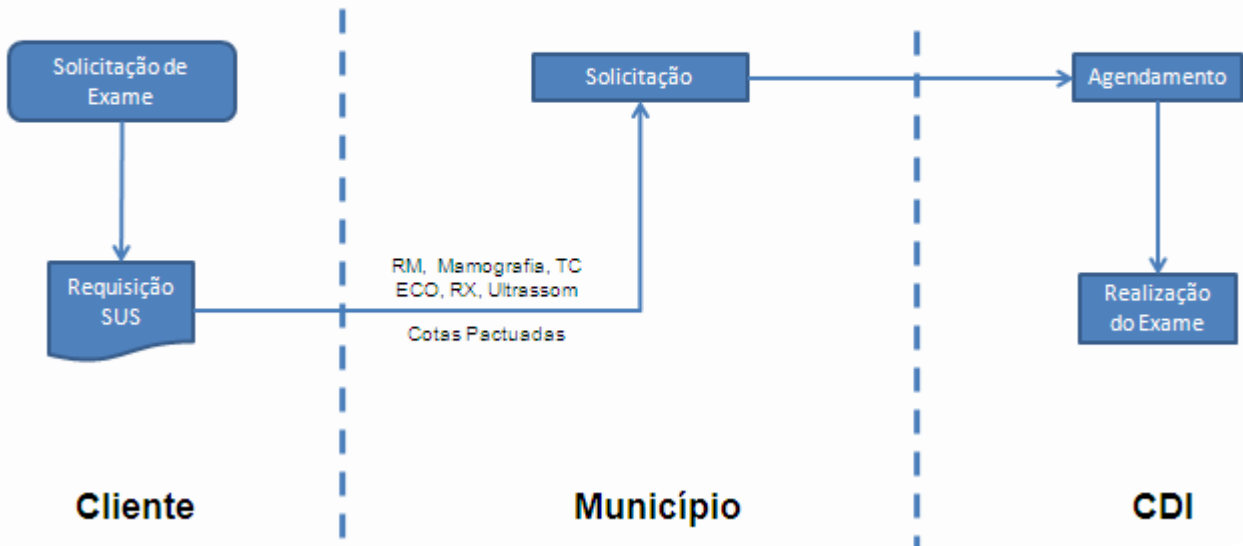 Solicitação de
Exame
Solicitação
Agendamento
Requisição
SUS
RM, Mamografia, TC
ECO, RX, Ultrassom
Cotas Pactuadas
Realização
do Exame
Cliente
Município
CDI